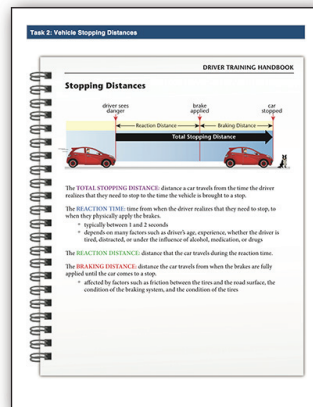 Task 2: Vehicle Stopping Distances
DRIVER TRAINING HANDBOOK
Stopping Distances
driver sees danger
brake applied
car stopped
Reaction Distance
Braking Distance
Total Stopping Distance
The TOTAL STOPPING DISTANCE: distance a car travels from the time the driver
realizes that they need to stop to the time the vehicle is brought to a stop.
The REACTION TIME: time from when the driver realizes that they need to stop, to
when they physically apply the brakes.
* typically between 1 and 2 seconds
* depends on many factors such as driver's age, experience, whether the driver is
tired, distracted, or under the influence of alcohol, medication, or drugs
The REACTION DISTANCE: distance that the car travels during the reaction time.
The BRAKING DISTANCE: distance the car travels from when the brakes are fully
applied until the car comes to a stop.
* affected by factors such as friction between the tires and the road surface, the
condition of the braking system, and the condition of the tires